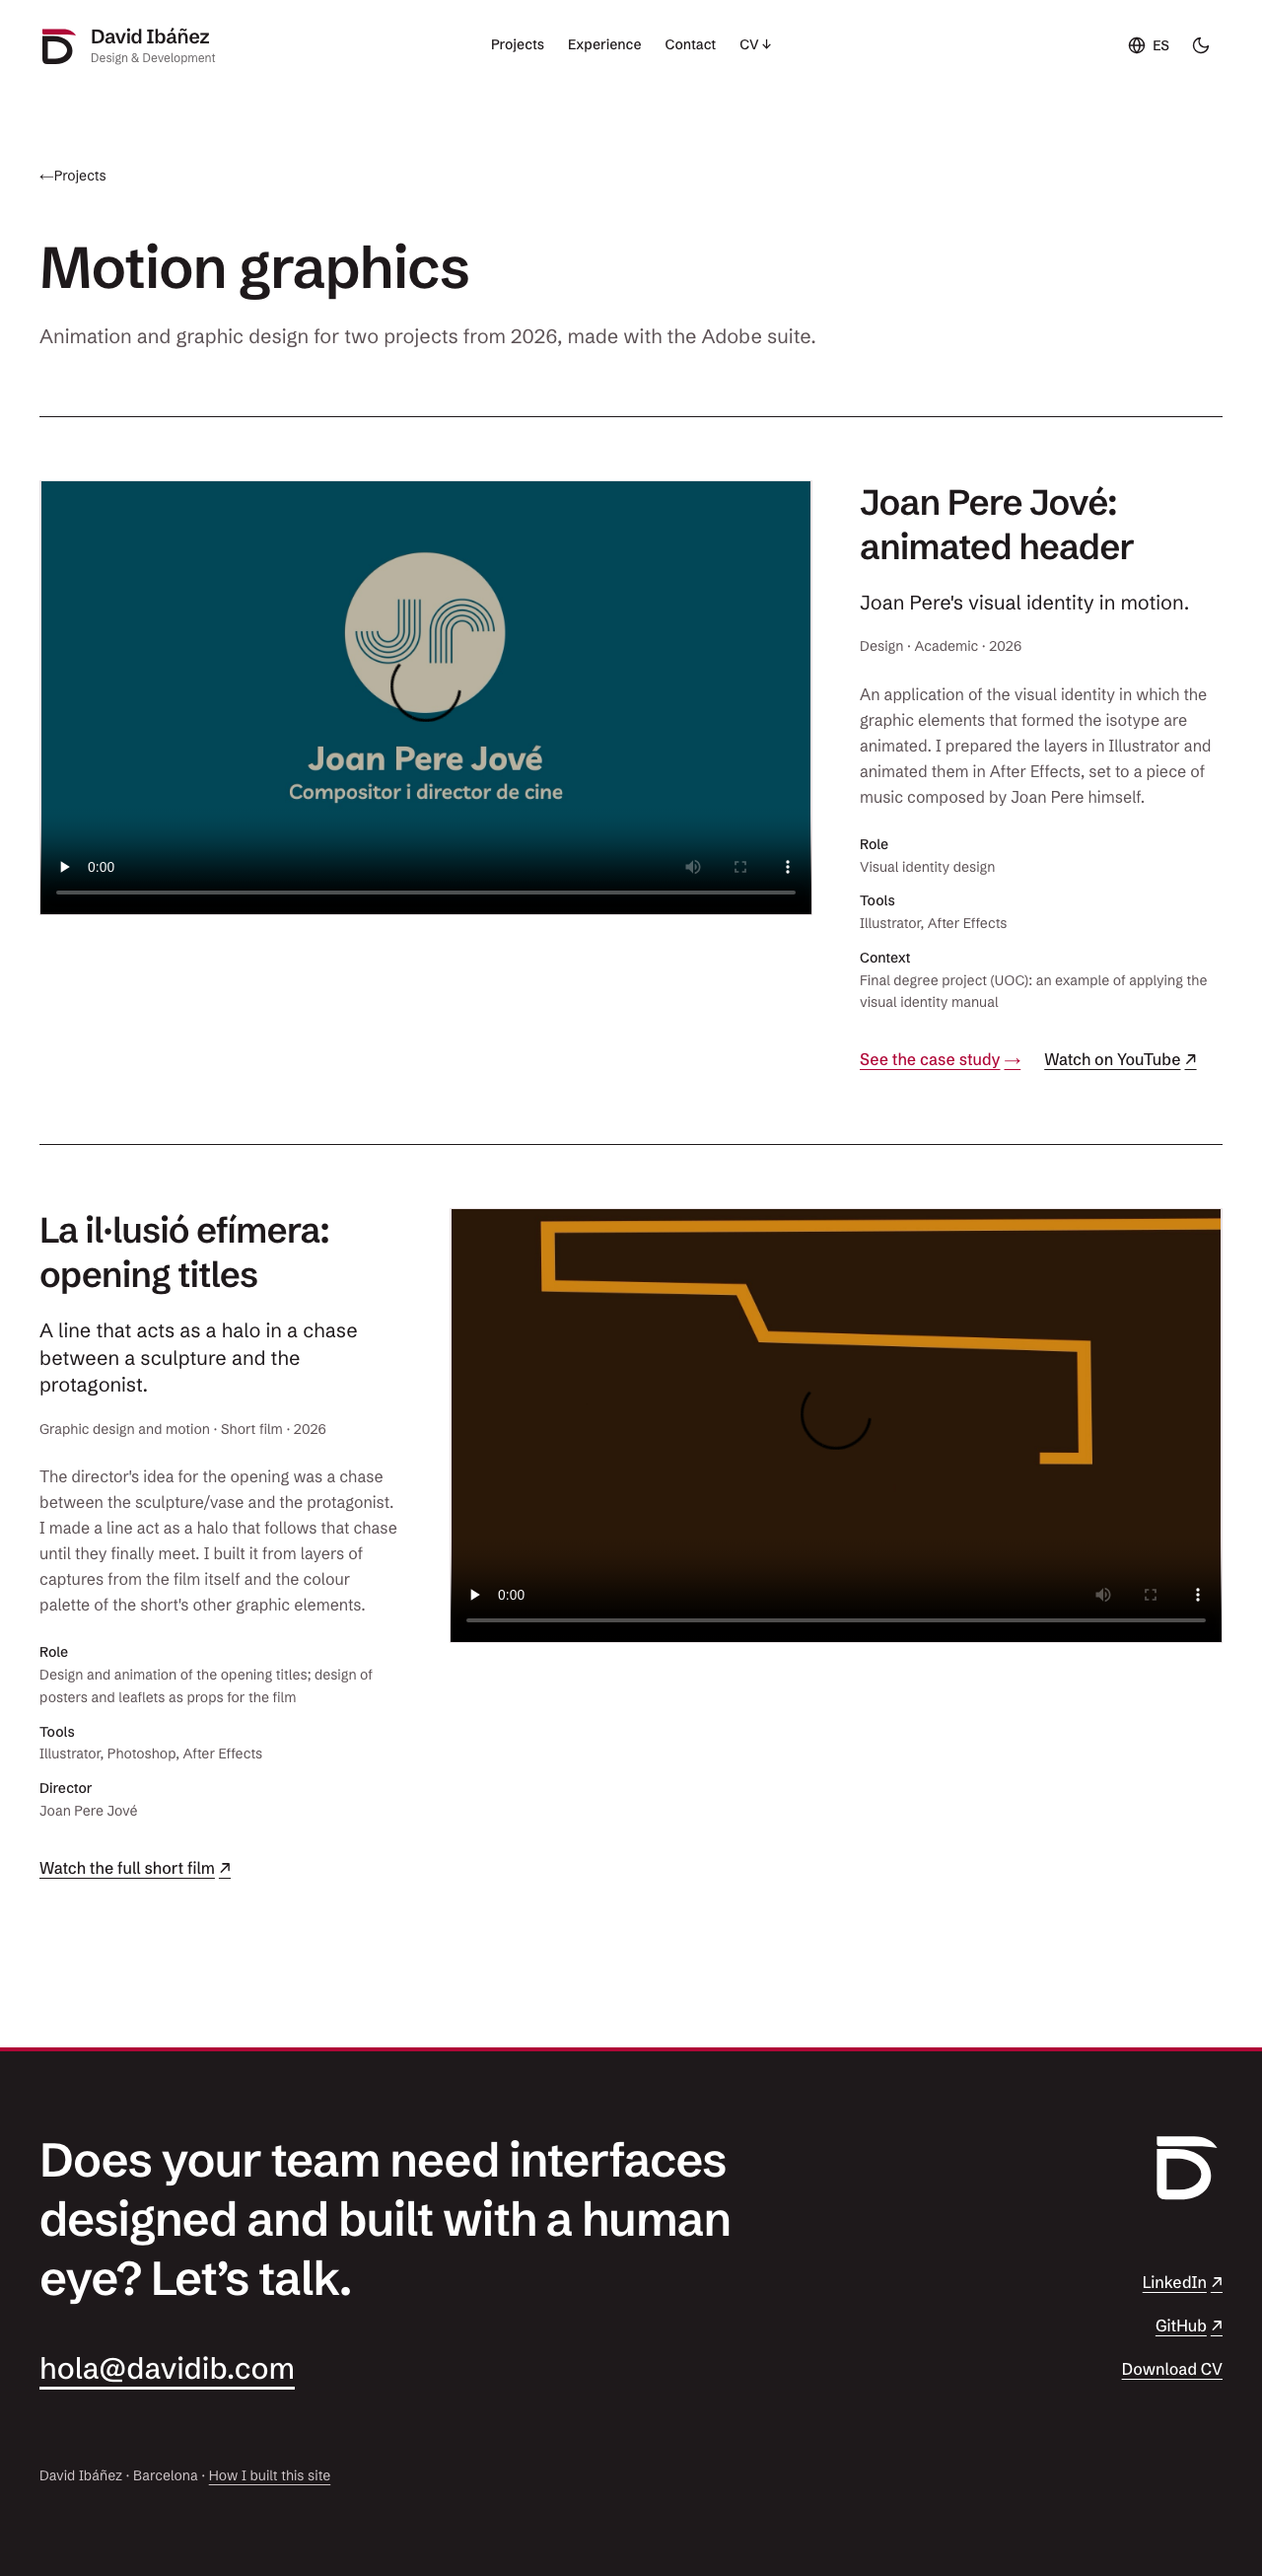 David Ibáñez
Design & Development
Projects
Experience
Contact
CV ↓
ES
←Projects
Motion graphics
Animation and graphic design for two projects from 2026, made with the Adobe suite.
Joan Pere Jové
Compositor i director de cine
0:00
Joan Pere Jové:
animated header
Joan Pere's visual identity in motion.
Design · Academic · 2026
An application of the visual identity in which the
graphic elements that formed the isotype are
animated. I prepared the layers in Illustrator and
animated them in After Effects, set to a piece of
music composed by Joan Pere himself.
Role
Visual identity design
Tools
Illustrator, After Effects
Context
Final degree project (UOC): an example of applying the
visual identity manual
See the case study →
Watch on YouTube ↗
La il·lusió efímera:
opening titles
A line that acts as a halo in a chase
between a sculpture and the
protagonist.
Graphic design and motion · Short film · 2026
The director's idea for the opening was a chase
between the sculpture/vase and the protagonist.
I made a line act as a halo that follows that chase
until they finally meet. I built it from layers of
captures from the film itself and the colour
palette of the short's other graphic elements.
Role
Design and animation of the opening titles; design of
posters and leaflets as props for the film
Tools
Illustrator, Photoshop, After Effects
Director
Joan Pere Jové
Watch the full short film ↗
0:00
Does your team need interfaces
designed and built with a human
eye? Let’s talk.
hola@davidib.com
LinkedIn ↗
GitHub ↗
Download CV
David Ibáñez · Barcelona · How I built this site